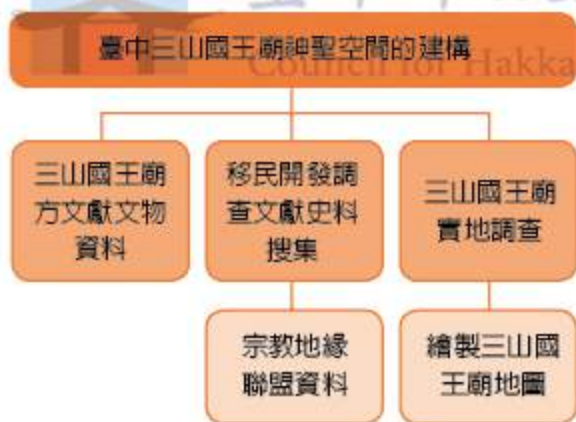 臺中三山國王廟神聖空間的建構
Council for Hakka
三山國王廟
方文獻文物
資料
移民開發調
查文獻史料
搜集
三山國王廟
實地調查
宗教地緣
聯盟資料
繪製三山國
王廟地圖